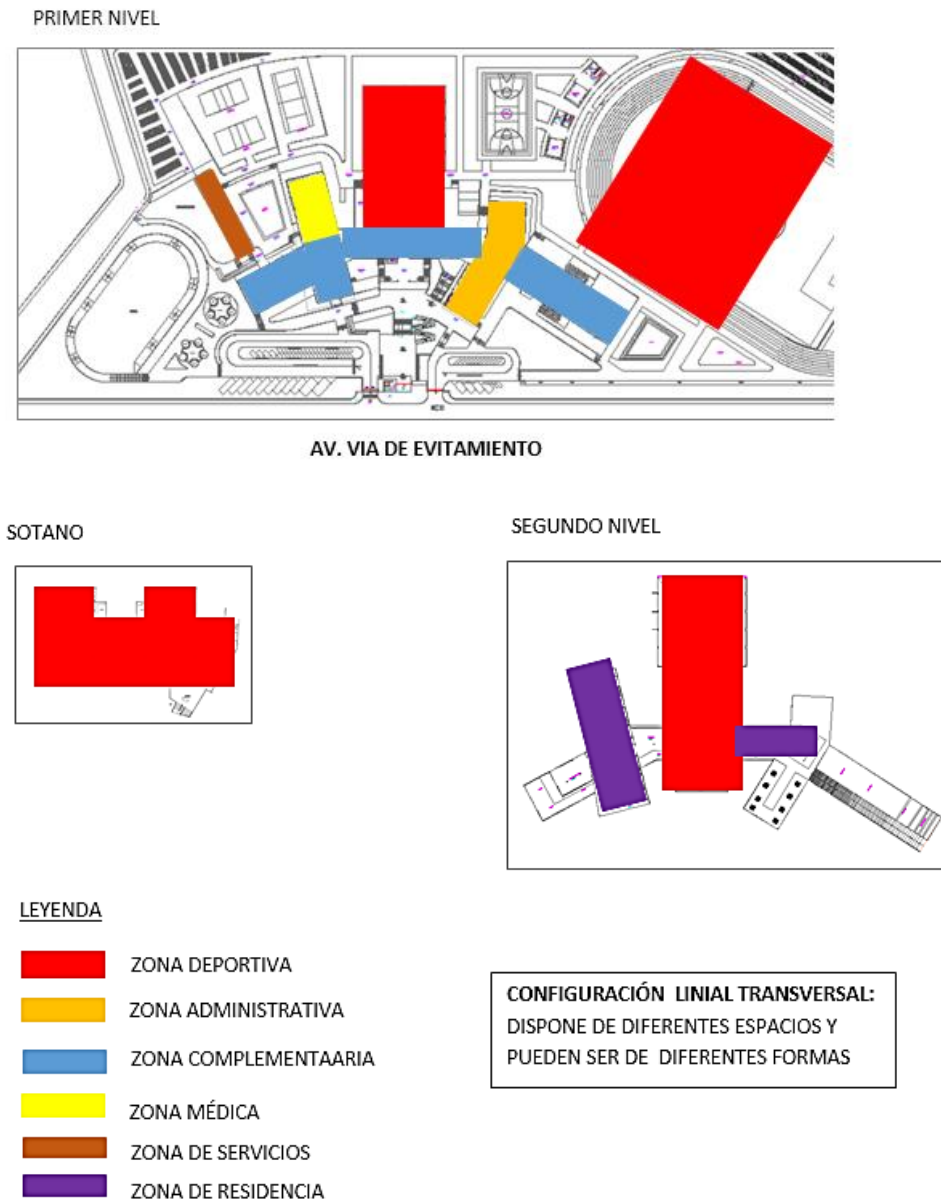 PRIMER NIVEL
AV. VIA DE EVITAMIENTO
SOTANO
SEGUNDO NIVEL
LEYENDA
ZONA DEPORTIVA
ZONA ADMINISTRATIVA
ZONA COMPLEMENTAARIA
ZONA MÉDICA
ZONA DE SERVICIOS
ZONA DE RESIDENCIA
CONFIGURACIÓN LINIAL TRANSVERSAL:
DISPONE DE DIFERENTES ESPACIOS Y
PUEDEN SER DE DIFERENTES FORMAS